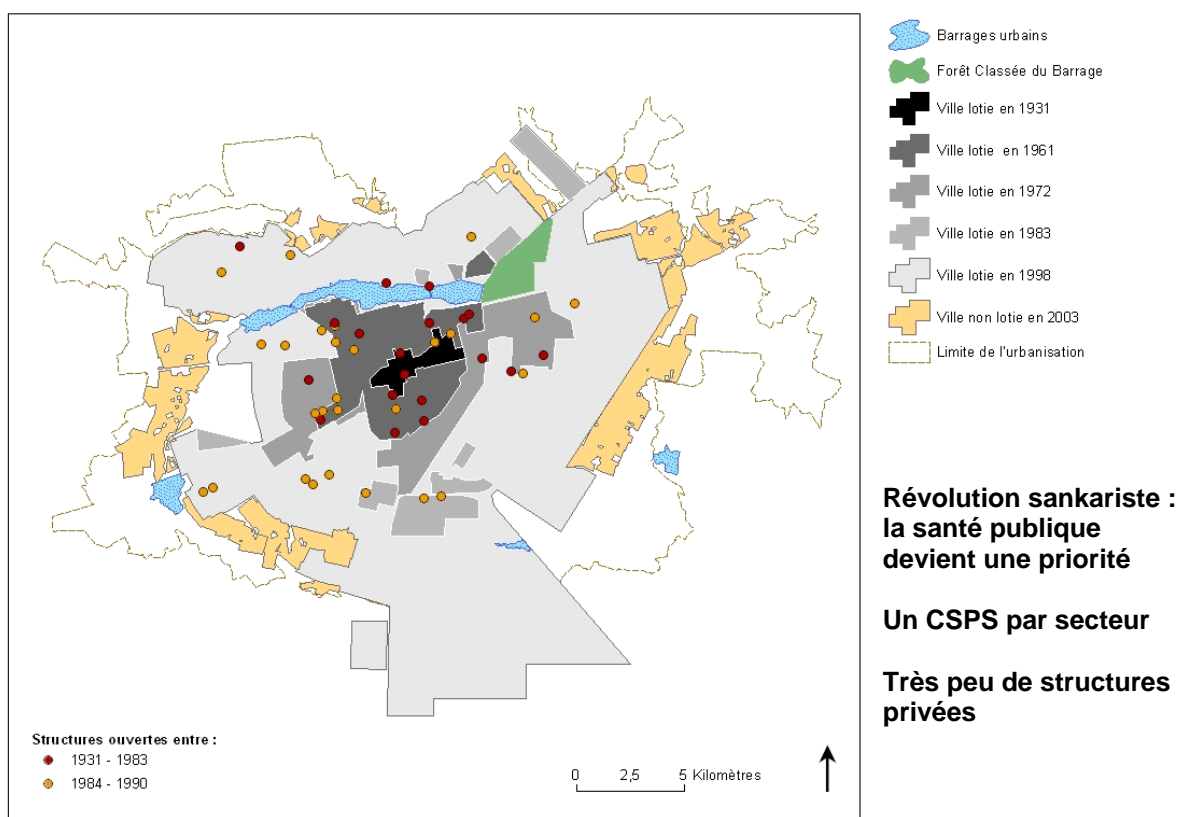 Barrages urbains
Forêt Classée du Barrage
Ville lotie en 1931
Ville lotie en 1961
Ville lotie en 1972
Ville lotie en 1983
Ville lotie en 1998
Ville non lotie en 2003
Limite de l'urbanisation
Révolution sankariste :
la santé publique
devient une priorité
Un CSPS par secteur
Très peu de structures
privées
Structures ouvertes entre :
1931 - 1983
1984 - 1990
0 2,5 5 Kilomètres